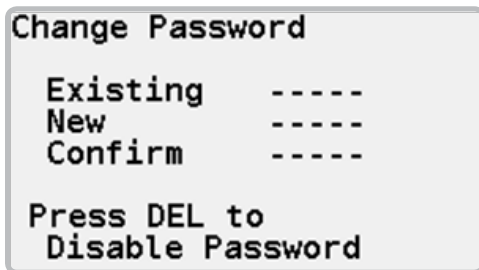 Change Password
Existing -----
New -----
Confirm -----
Press DEL to
Disable Password